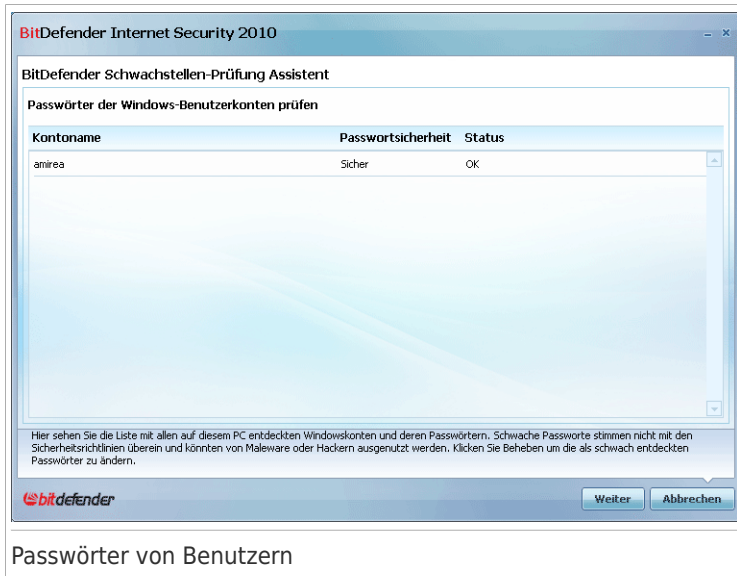 BitDefender Internet Security 2010
BitDefender Schwachstellen-Prüfung Assistent
Passwörter der Windows-Benutzerkonten prüfen
Kontoname Passwortsicherheit Status
amirea Sicher OK
Hier sehen Sie die Liste mit allen auf diesem PC entdeckten Windowskonten und deren Passwörtern. Schwache Passworte stimmen nicht mit den
Sicherheitsrichtlinien überein und könnten von Maleware oder Hackern ausgenutzt werden. Klicken Sie Beheben um die als schwach entdeckten
Passwörter zu ändern.
bitdefender Weiter Abbrechen
Passwörter von Benutzern